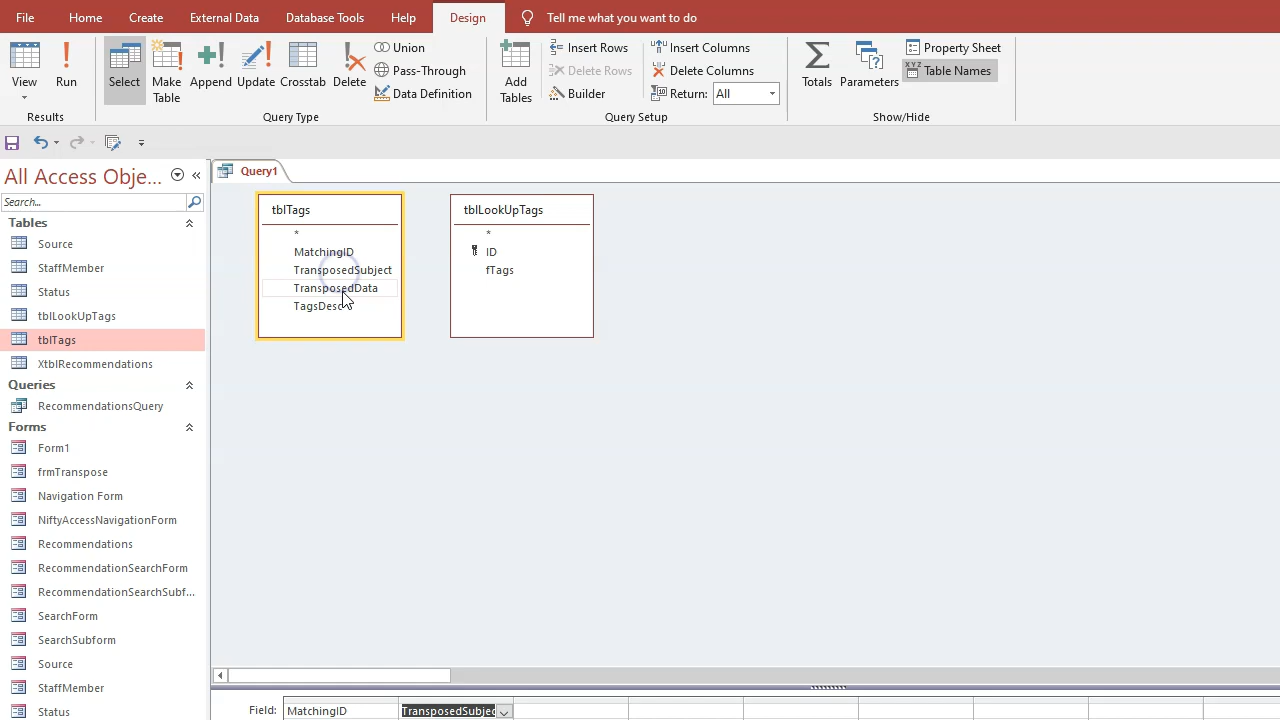 File Home Create External Data Database Tools Help Design Tell me what you want to do
View Run Select Make Table Append Update Crosstab Delete Union Pass-Through Data Definition Add Tables Insert Rows Delete Rows Builder Insert Columns Delete Columns Return: All Totals Parameters Property Sheet Table Names
Results Query Type Query Setup Show/Hide
All Access Obje... Query1
Search...
Tables
Source
StaffMember
Status
tblLookUpTags
tblTags
XtblRecommendations
Queries
RecommendationsQuery
Forms
Form1
frmTranspose
Navigation Form
NiftyAccessNavigationForm
Recommendations
RecommendationSearchForm
RecommendationSearchSubf...
SearchForm
SearchSubform
Source
StaffMember
Status
tblTags
*
MatchingID
TransposedSubject
TransposedData
TagsDesc
tblLookUpTags
*
ID
fTags
Field: MatchingID TransposedSubjec